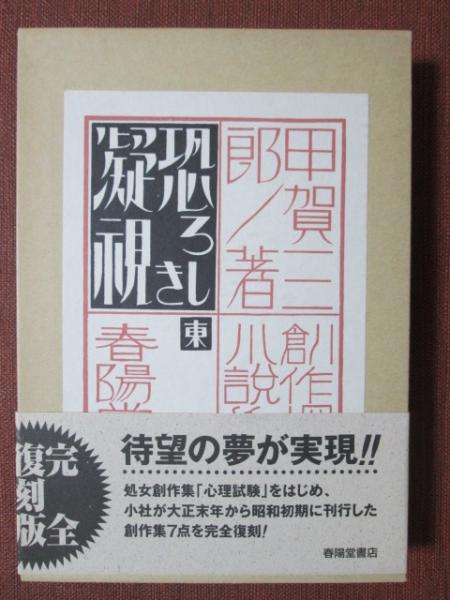 甲賀三
郎ノ著
恐ろしき
凝視
創作
小説
東
春陽
完全
復刻版
待望の夢が実現!!
処女創作集「心理試験」をはじめ、
小社が大正末年から昭和初期に刊行した
創作集7点を完全復刻!
春陽堂書店